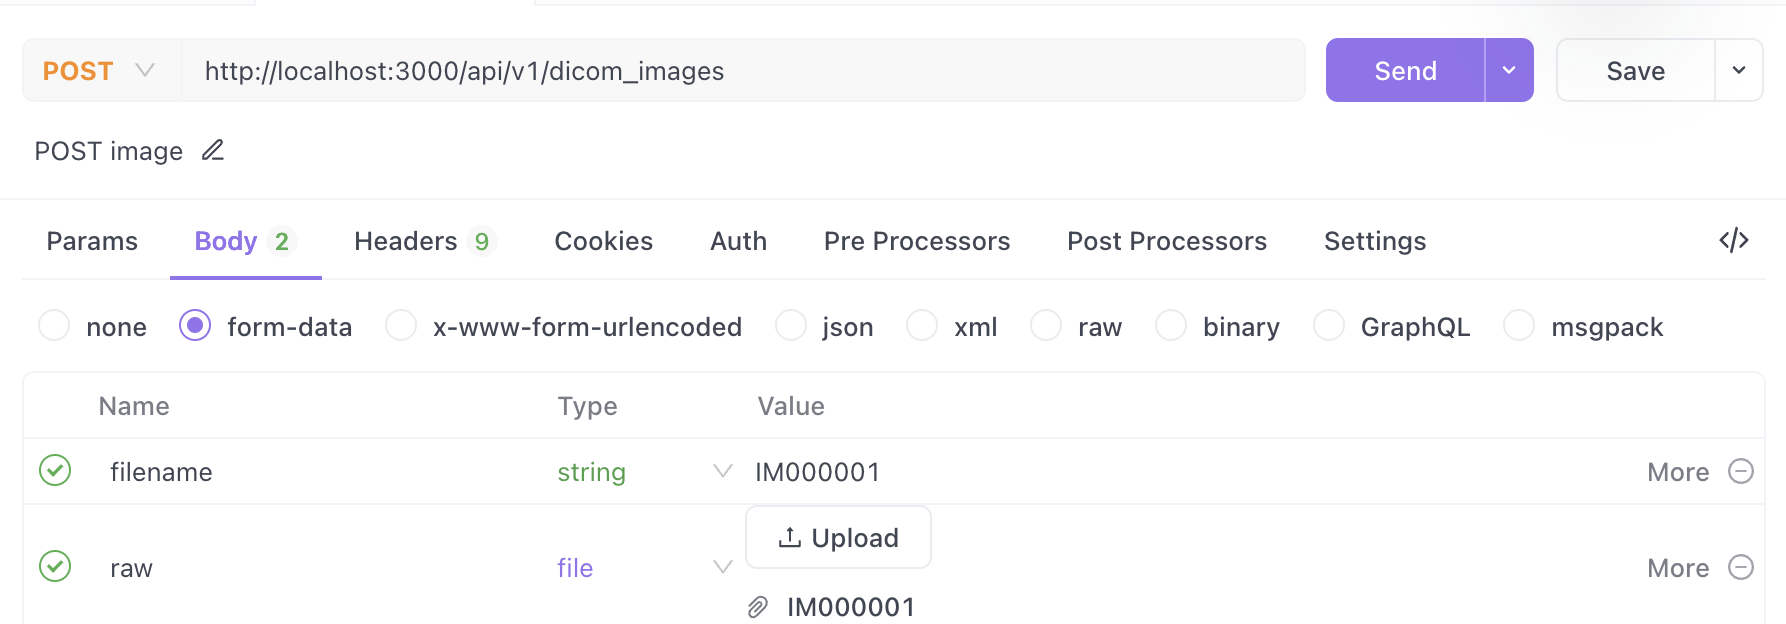 POST http://localhost:3000/api/v1/dicom_images Send Save
POST image
Params Body 2 Headers 9 Cookies Auth Pre Processors Post Processors Settings </>
none form-data x-www-form-urlencoded json xml raw binary GraphQL msgpack
Name Type Value
filename string IM000001 More
Upload
raw file More
IM000001